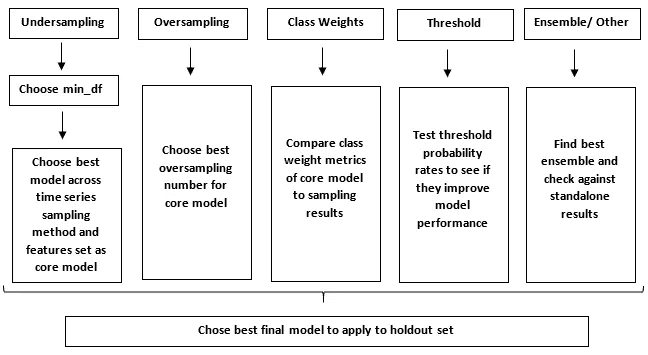 Undersampling
Oversampling
Class Weights
Threshold
Ensemble/ Other
Choose min_df
Choose best
model across
time series
sampling
method and
features set as
core model
Choose best
oversampling
number for
core model
Compare class
weight metrics
of core model
to sampling
results
Test threshold
probability
rates to see if
they improve
model
performance
Find best
ensemble and
check against
standalone
results
Chose best final model to apply to holdout set